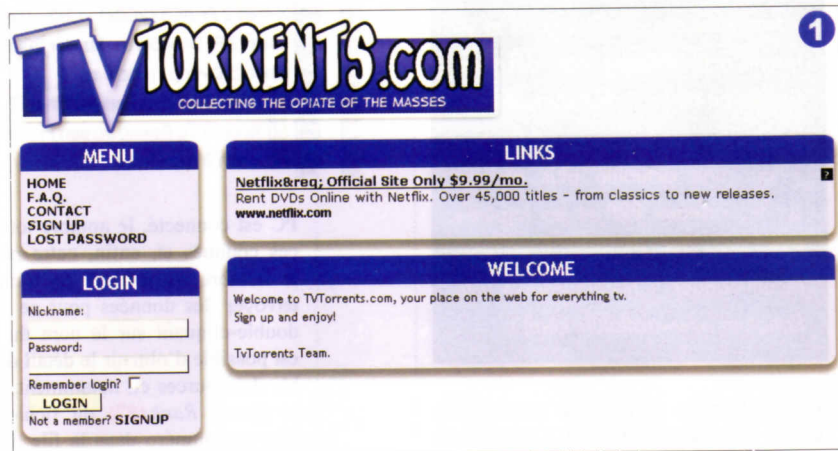 1
TVTORRENTS.COM
COLLECTING THE OPIATE OF THE MASSES
MENU
HOME
F.A.Q.
CONTACT
SIGN UP
LOST PASSWORD
LINKS
?
Netflix&req; Official Site Only $9.99/mo.
Rent DVDs Online with Netflix. Over 45,000 titles - from classics to new releases.
www.netflix.com
LOGIN
Nickname:
Password:
Remember login?
LOGIN
Not a member? SIGNUP
WELCOME
Welcome to TVTorrents.com, your place on the web for everything tv.
Sign up and enjoy!
TvTorrents Team.